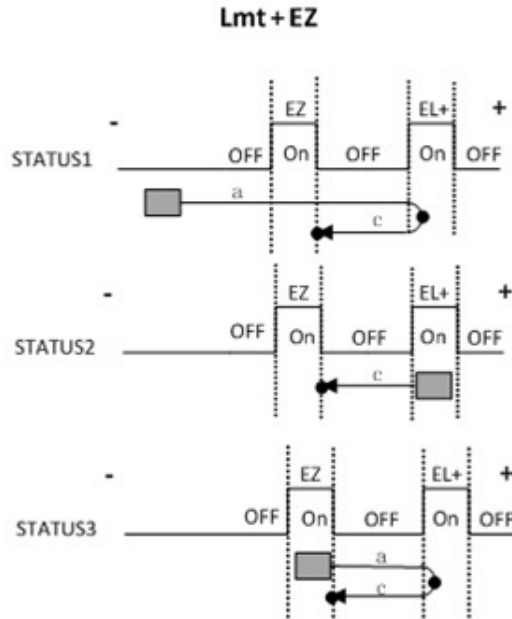 Lmt + EZ
- EZ EL+ +
STATUS1 OFF On OFF On OFF
a
c
- EZ EL+ +
STATUS2 OFF On OFF On OFF
c
- EZ EL+ +
STATUS3 OFF On OFF On OFF
a
c